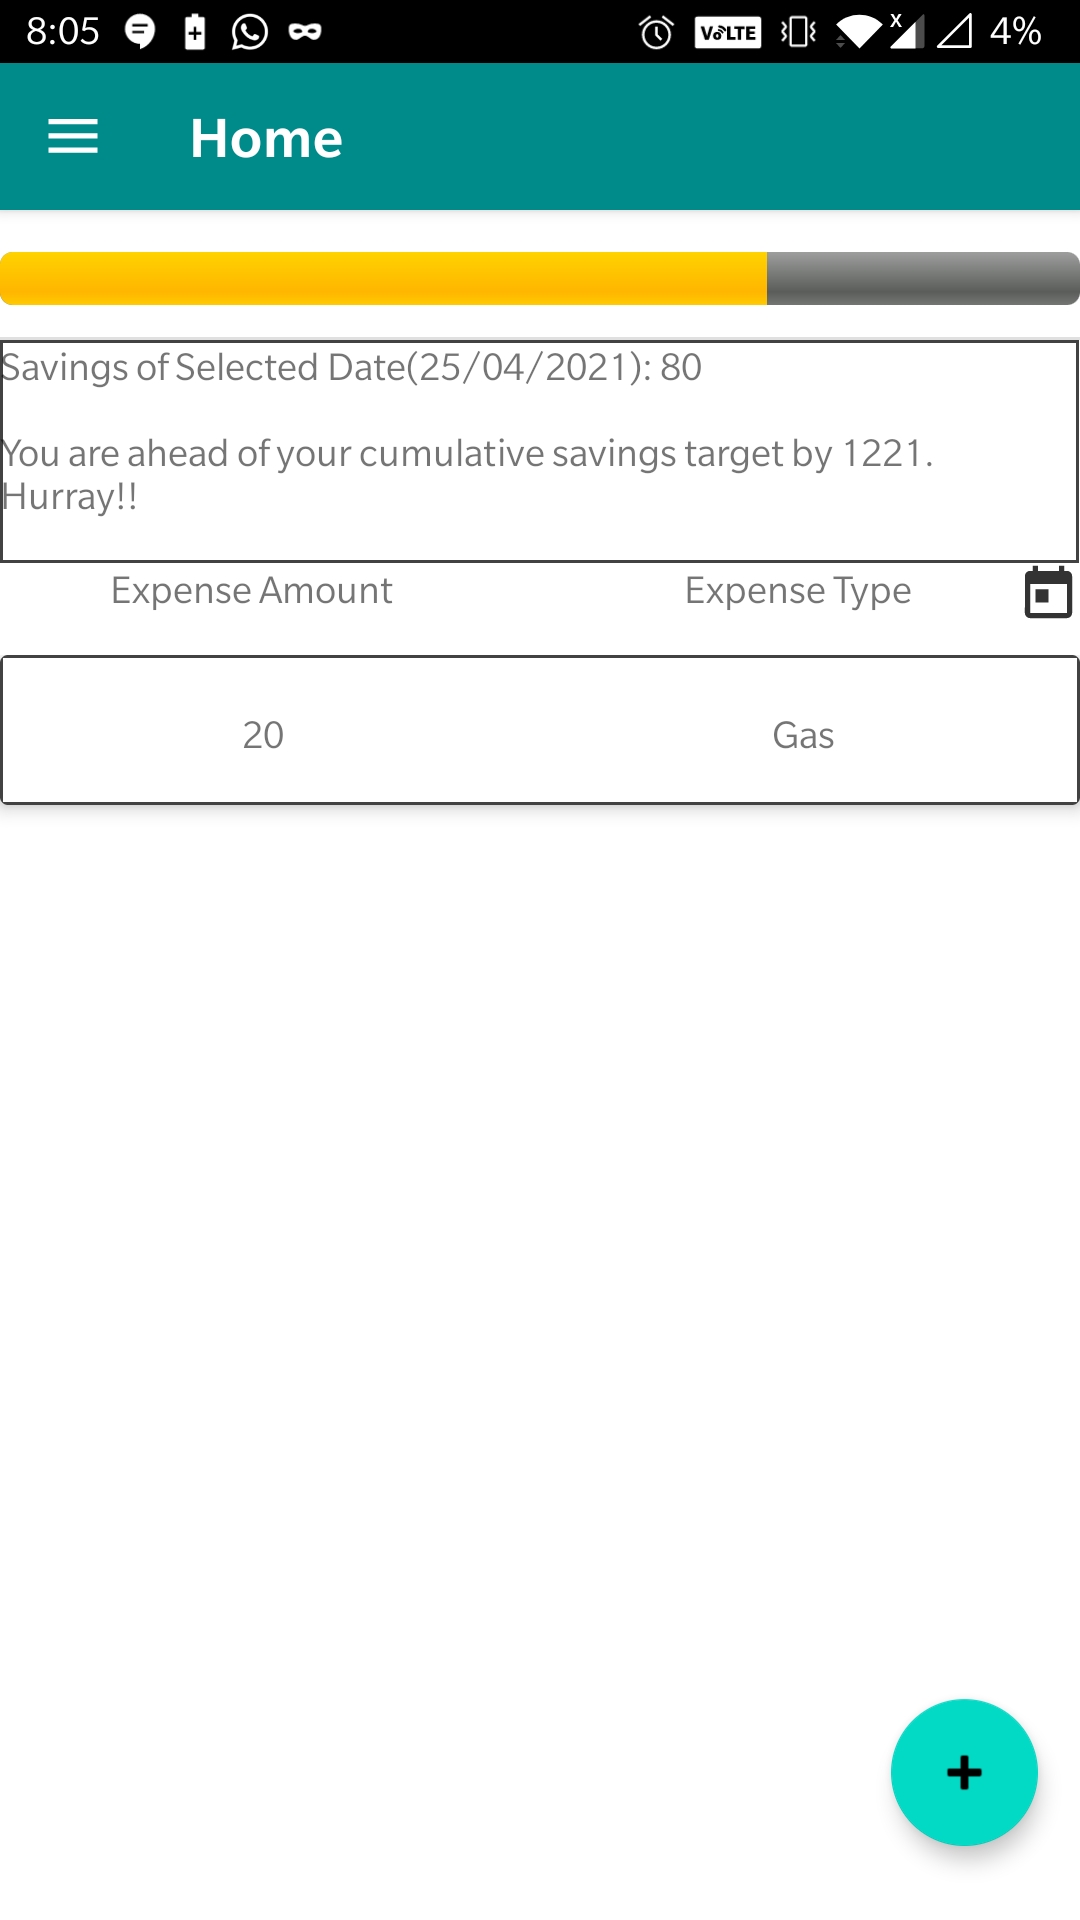 8:05 VoLTE X 4%
Home
Savings of Selected Date(25/04/2021): 80
You are ahead of your cumulative savings target by 1221.
Hurray!!
Expense Amount Expense Type
20 Gas